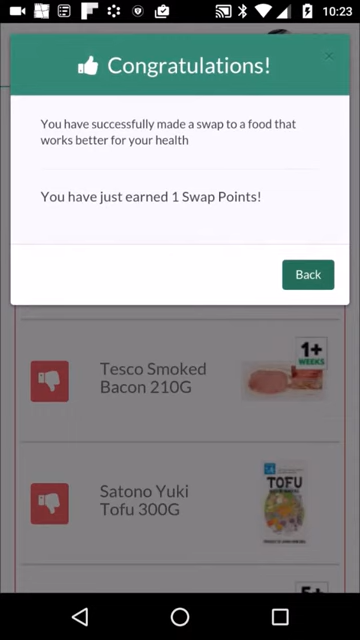 10:23
Congratulations!
×
You have successfully made a swap to a food that
works better for your health
You have just earned 1 Swap Points!
Back
1+
WEEKS
Tesco Smoked
Bacon 210G
TOFU
Satono Yuki
Tofu 300G
5+